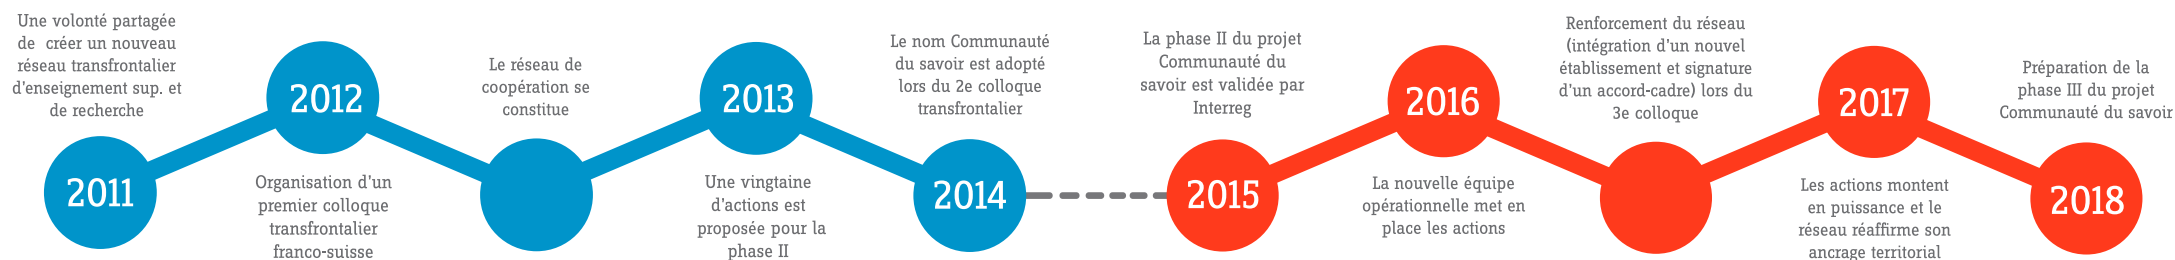 Une volonté partagée
de créer un nouveau
réseau transfrontalier
d'enseignement sup. et
de recherche
2011
2012
Organisation d'un
premier colloque
transfrontalier
franco-suisse
Le réseau de
coopération se
constitue
2013
Une vingtaine
d'actions est
proposée pour la
phase II
Le nom Communauté
du savoir est adopté
lors du 2e colloque
transfrontalier
2014
La phase II du projet
Communauté du
savoir est validée par
Interreg
2015
2016
La nouvelle équipe
opérationnelle met en
place les actions
Renforcement du réseau
(intégration d'un nouvel
établissement et signature
d'un accord-cadre) lors du
3e colloque
2017
Les actions montent
en puissance et le
réseau réaffirme son
ancrage territorial
Préparation de la
phase III du projet
Communauté du savoir
2018